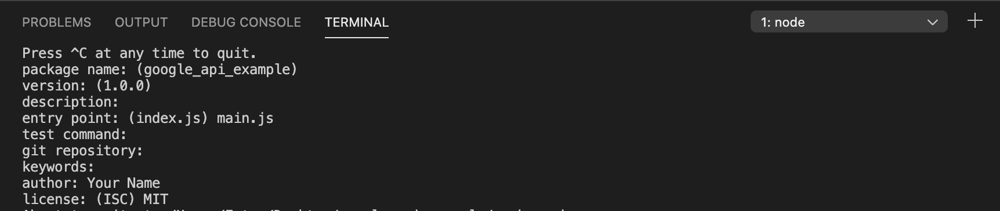 PROBLEMS OUTPUT DEBUG CONSOLE TERMINAL 1: node
Press ^C at any time to quit.
package name: (google_api_example)
version: (1.0.0)
description:
entry point: (index.js) main.js
test command:
git repository:
keywords:
author: Your Name
license: (ISC) MIT